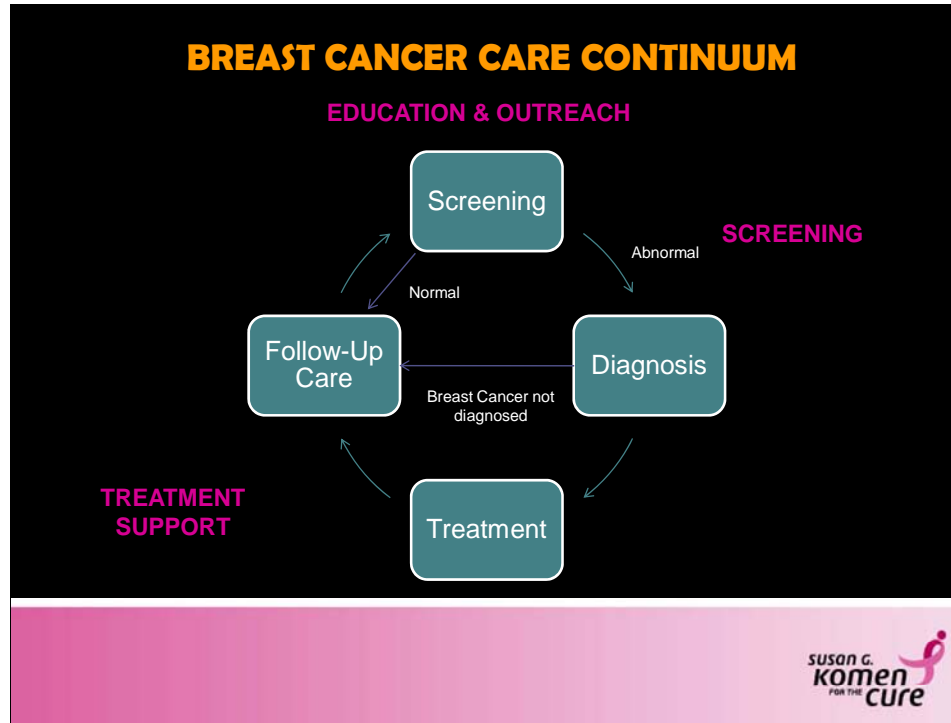 BREAST CANCER CARE CONTINUUM
EDUCATION & OUTREACH
Screening
SCREENING
Abnormal
Normal
Follow-Up
Care
Diagnosis
Breast Cancer not
diagnosed
TREATMENT
SUPPORT
Treatment
susan G.
komen
FOR THE
cure